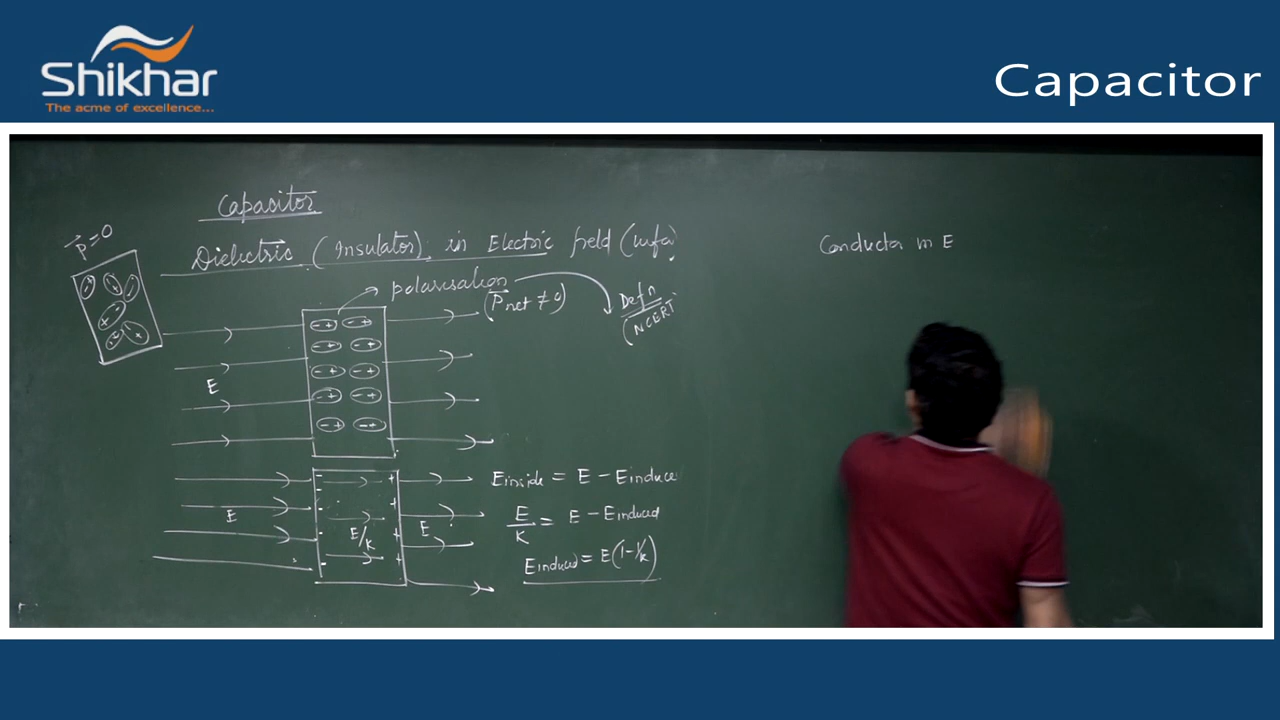 Shikhar
The acme of excellence...
Capacitor
Capacitor
Dielectric (Insulator) in Electric field
P=0
polarisation
(Pnet ≠ 0)
Defn
(NCERT)
- + - +
- + - +
- + - +
- + - +
- + - +
E
E
E/K
E
Einside = E - Einduced
E/K = E - Einduced
Einduced = E(1-1/K)
Conductor in E